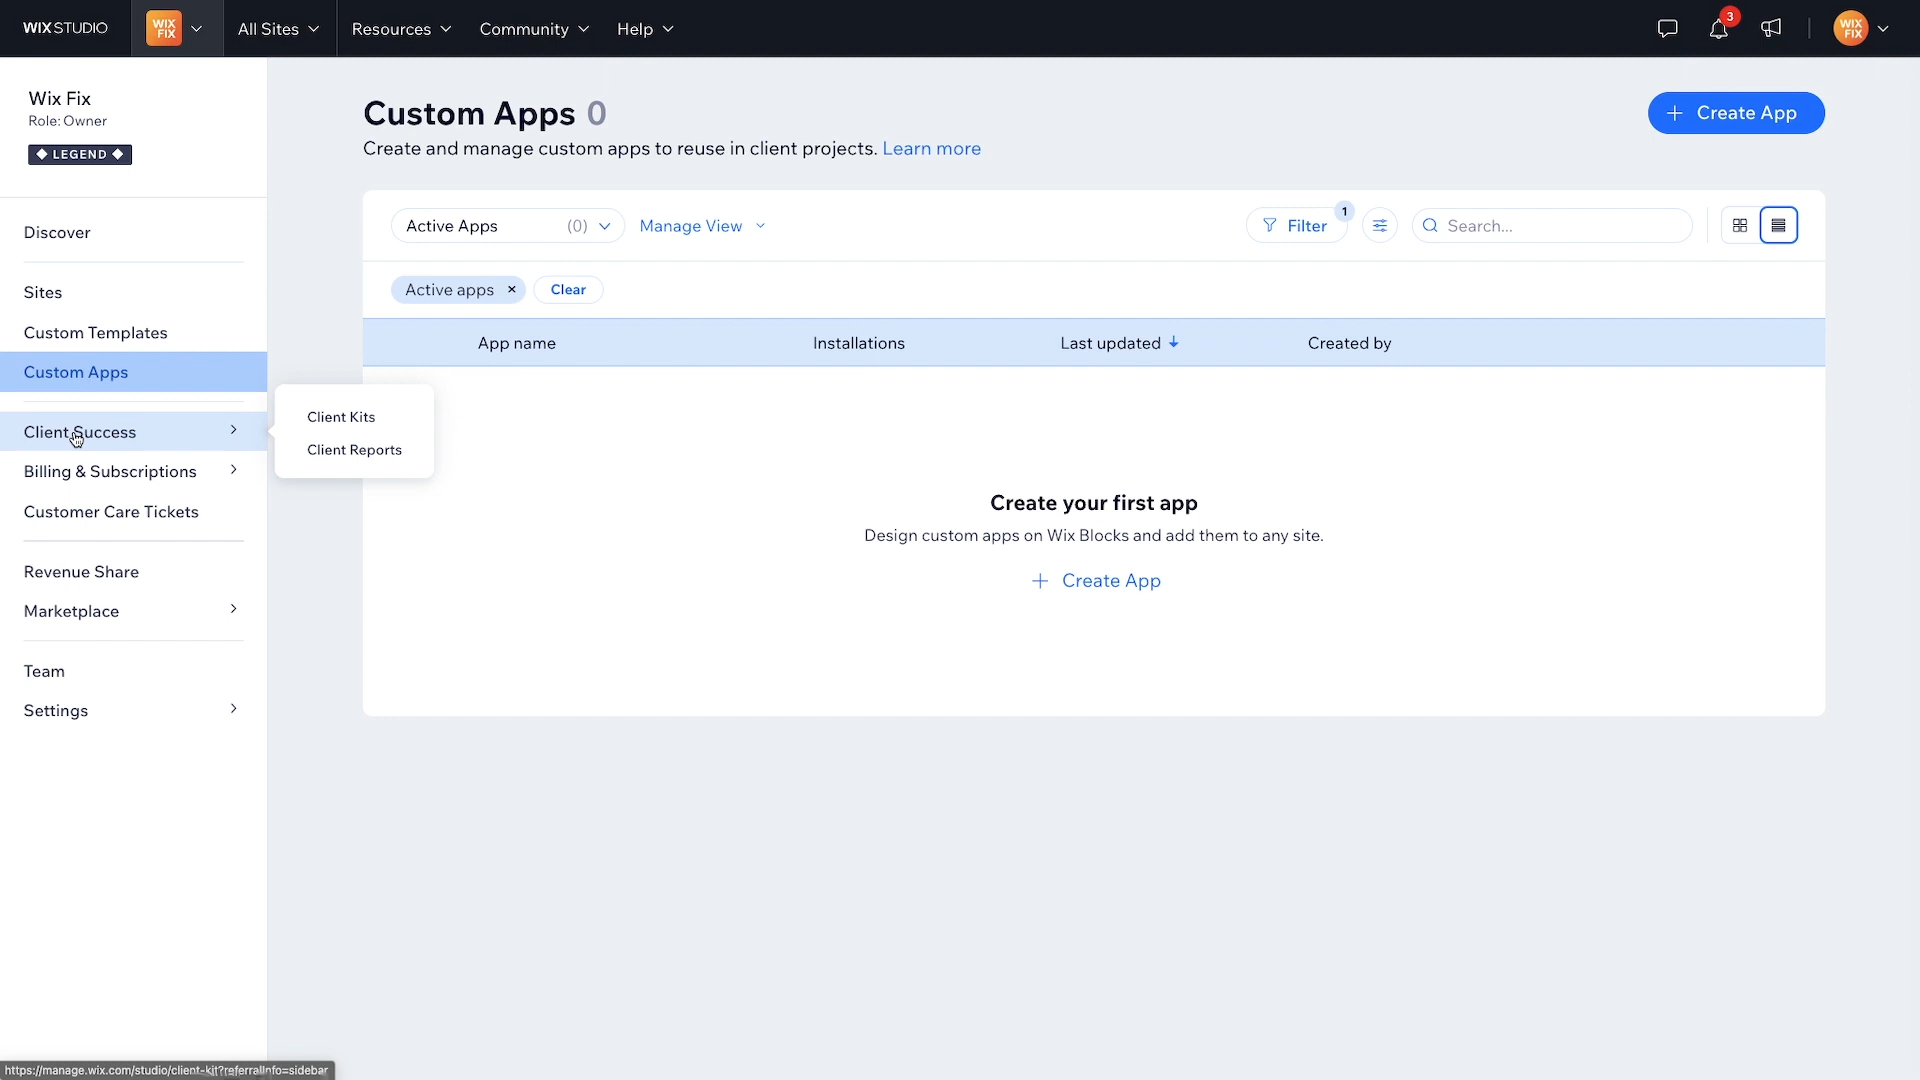 WIX STUDIO
WIX FIX
All Sites
Resources
Community
Help
3
WIX FIX
Wix Fix
Role: Owner
LEGEND
Discover
Sites
Custom Templates
Custom Apps
Client Success
Billing & Subscriptions
Customer Care Tickets
Revenue Share
Marketplace
Team
Settings
Client Kits
Client Reports
Custom Apps 0
Create and manage custom apps to reuse in client projects. Learn more
+ Create App
Active Apps (0)
Manage View
Filter 1
Search...
Active apps ×
Clear
App name Installations Last updated ↓ Created by
Create your first app
Design custom apps on Wix Blocks and add them to any site.
+ Create App
https://manage.wix.com/studio/client-kit?referralInfo=sidebar